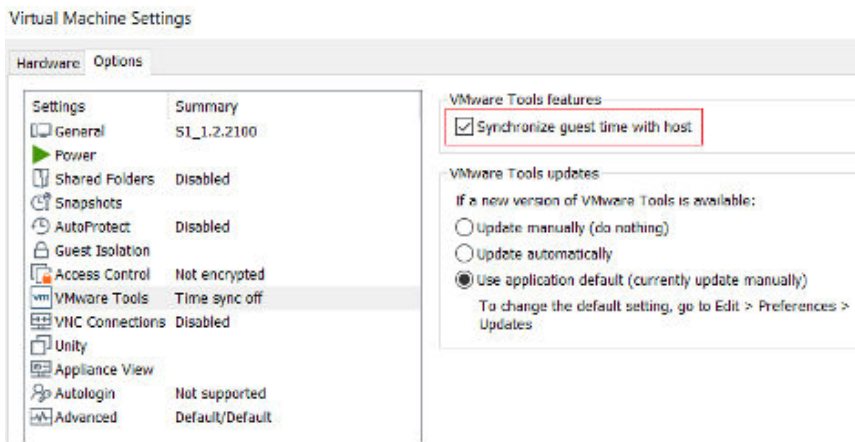 Virtual Machine Settings
Hardware Options
Settings Summary
General S1_1.2.2100
Power
Shared Folders Disabled
Snapshots
AutoProtect Disabled
Guest Isolation
Access Control Not encrypted
vm VMware Tools Time sync off
VNC Connections Disabled
Unity
Appliance View
Autologin Not supported
Advanced Default/Default
VMware Tools features
Synchronize guest time with host
VMware Tools updates
If a new version of VMware Tools is available:
Update manually (do nothing)
Update automatically
Use application default (currently update manually)
To change the default setting, go to Edit > Preferences >
Updates